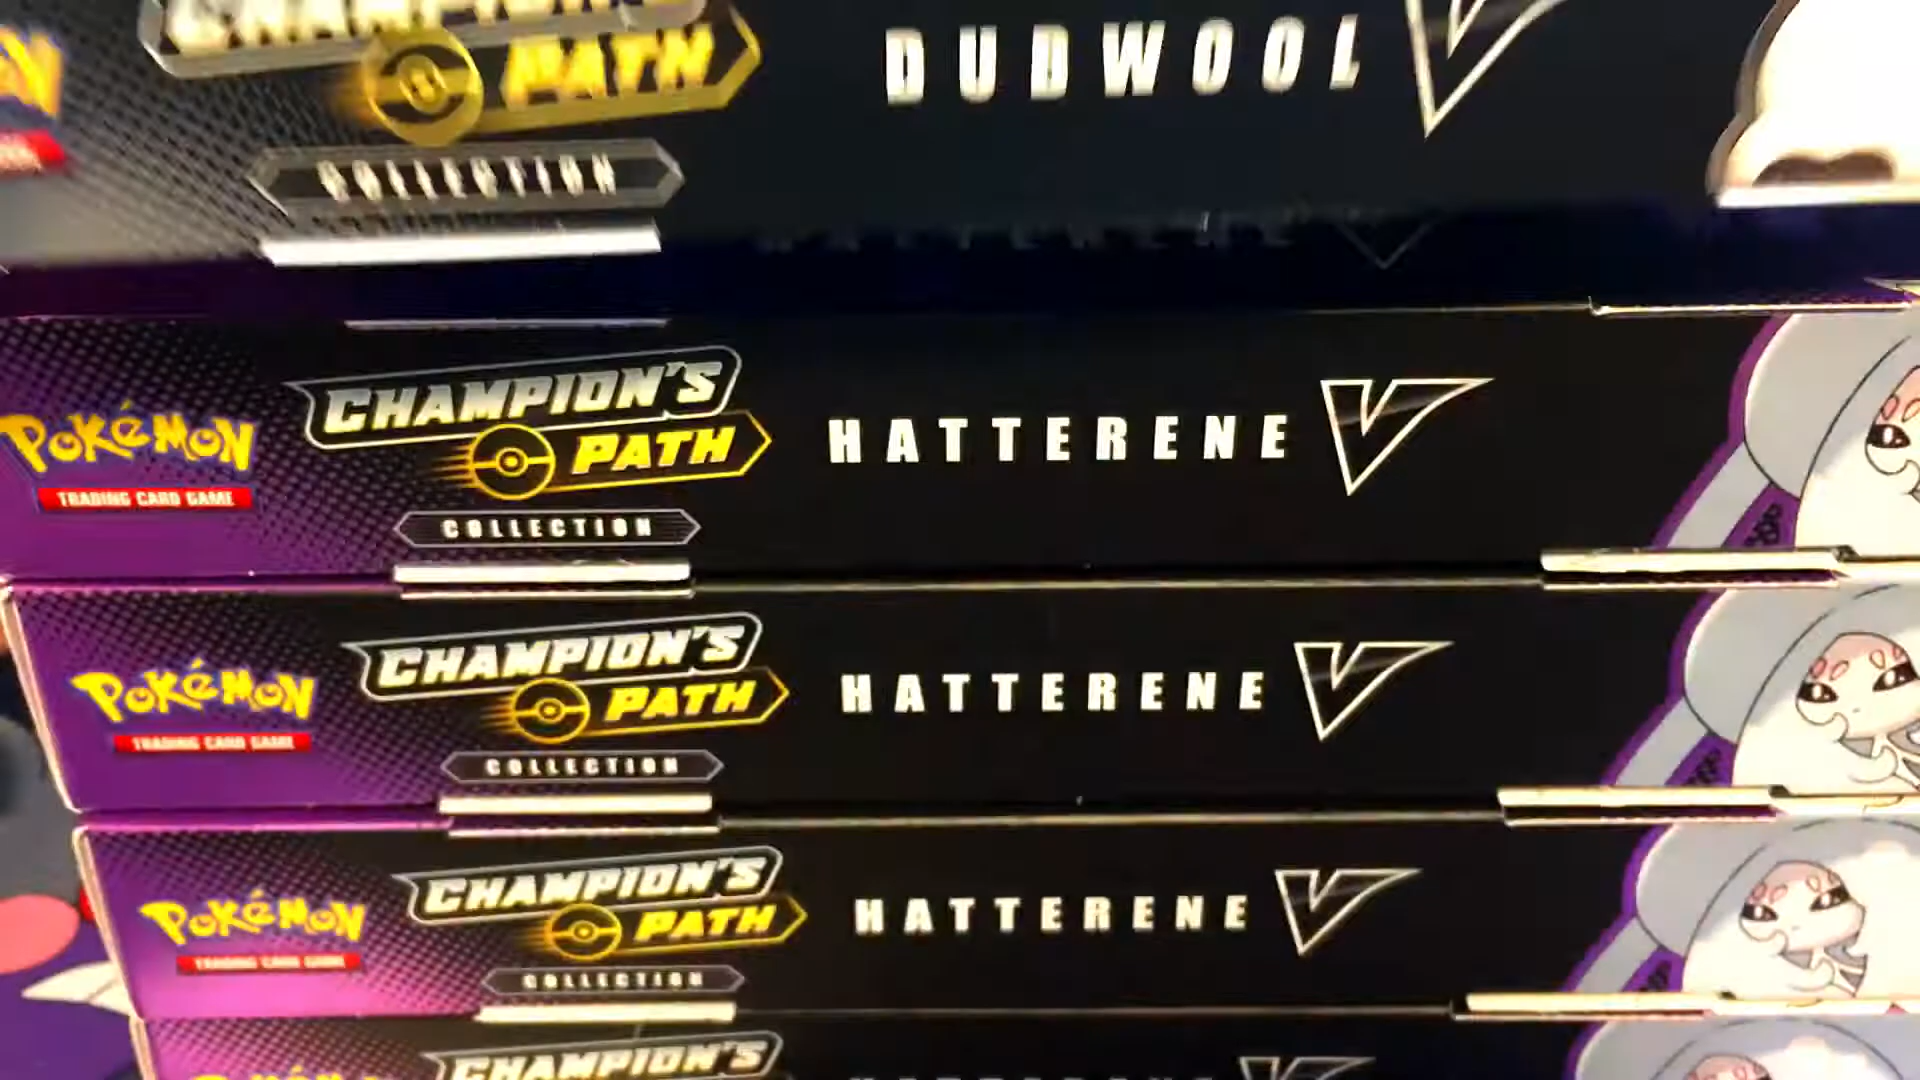 CHAMPION'S
PATH
DUDWOOL V
COLLECTION
CHAMPION'S
PATH
Pokémon
TRADING CARD GAME
HATTERENE V
COLLECTION
CHAMPION'S
PATH
Pokémon
TRADING CARD GAME
HATTERENE V
COLLECTION
CHAMPION'S
PATH
Pokémon
TRADING CARD GAME
HATTERENE V
COLLECTION
CHAMPION'S